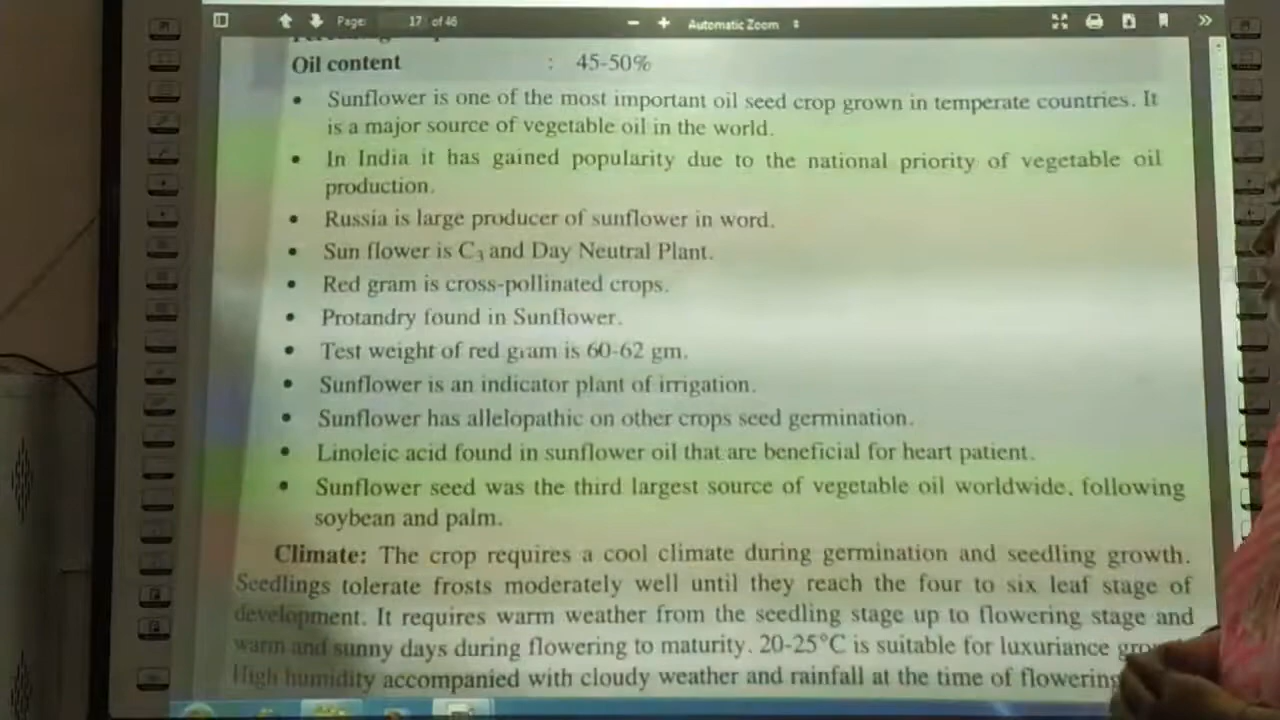 Page: 17 of 46 Automatic Zoom
Oil content : 45-50%
• Sunflower is one of the most important oil seed crop grown in temperate countries. It
is a major source of vegetable oil in the world.
• In India it has gained popularity due to the national priority of vegetable oil
production.
• Russia is large producer of sunflower in word.
• Sun flower is C₃ and Day Neutral Plant.
• Red gram is cross-pollinated crops.
• Protandry found in Sunflower.
• Test weight of red gram is 60-62 gm.
• Sunflower is an indicator plant of irrigation.
• Sunflower has allelopathic on other crops seed germination.
• Linoleic acid found in sunflower oil that are beneficial for heart patient.
• Sunflower seed was the third largest source of vegetable oil worldwide, following
soybean and palm.
Climate: The crop requires a cool climate during germination and seedling growth.
Seedlings tolerate frosts moderately well until they reach the four to six leaf stage of
development. It requires warm weather from the seedling stage up to flowering stage and
warm and sunny days during flowering to maturity. 20-25°C is suitable for luxuriance
High humidity accompanied with cloudy weather and rainfall at the time of flowering